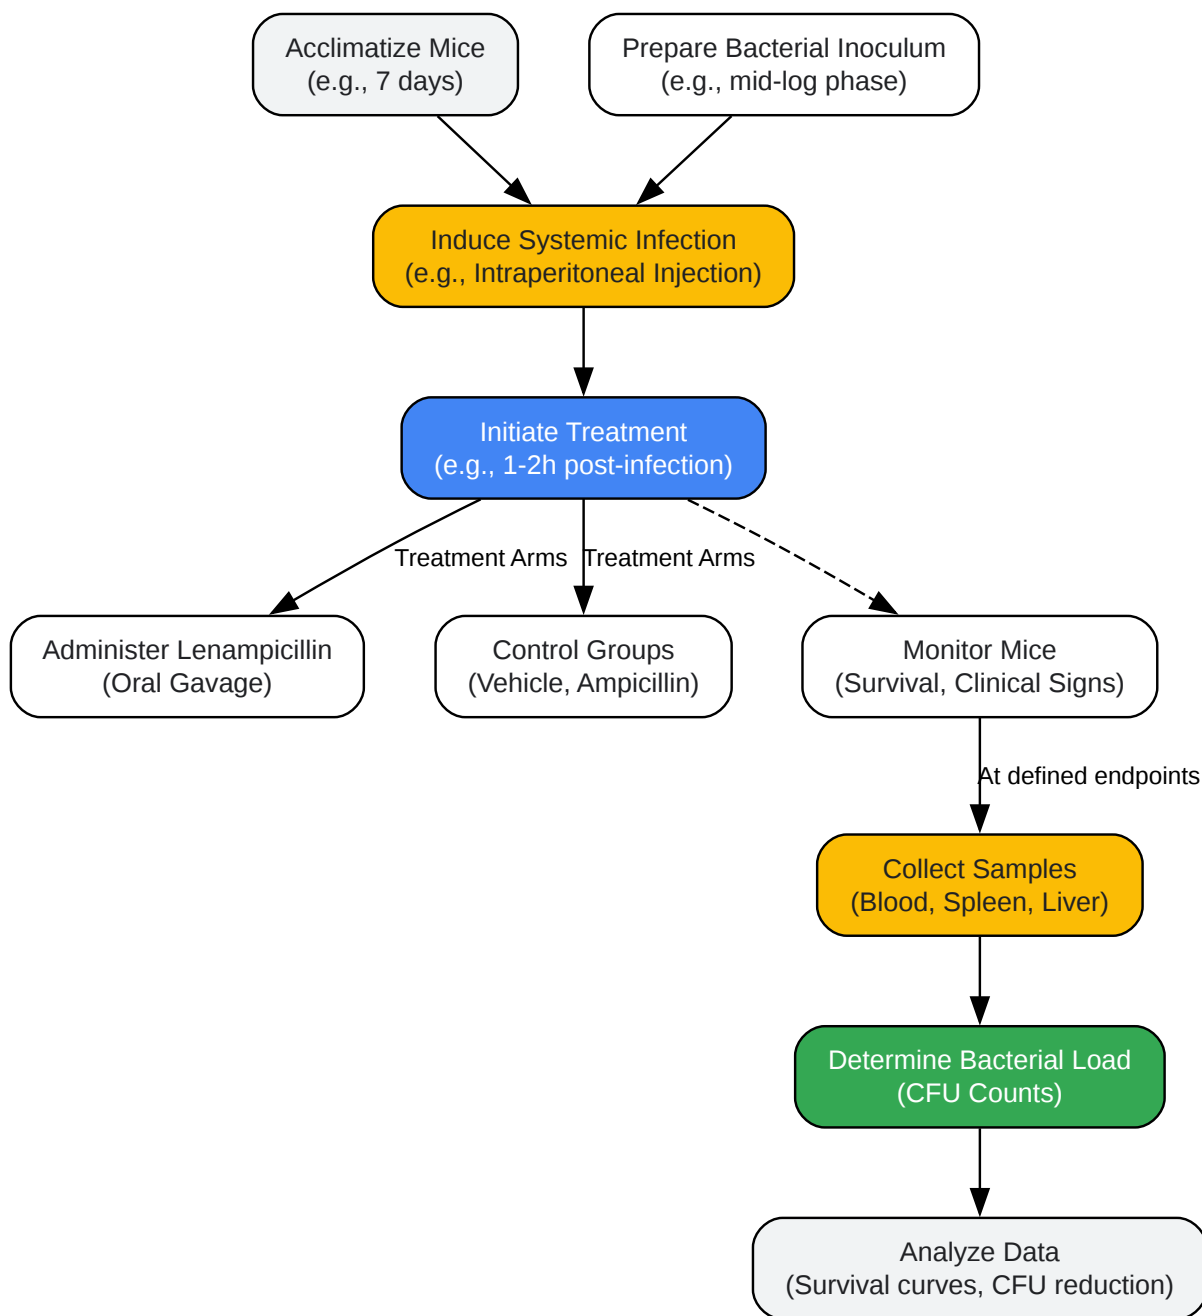 Acclimatize Mice
(e.g., 7 days)
Prepare Bacterial Inoculum
(e.g., mid-log phase)
Induce Systemic Infection
(e.g., Intraperitoneal Injection)
Initiate Treatment
(e.g., 1-2h post-infection)
Treatment Arms
Treatment Arms
Administer Lenampicillin
(Oral Gavage)
Control Groups
(Vehicle, Ampicillin)
Monitor Mice
(Survival, Clinical Signs)
At defined endpoints
Collect Samples
(Blood, Spleen, Liver)
Determine Bacterial Load
(CFU Counts)
Analyze Data
(Survival curves, CFU reduction)